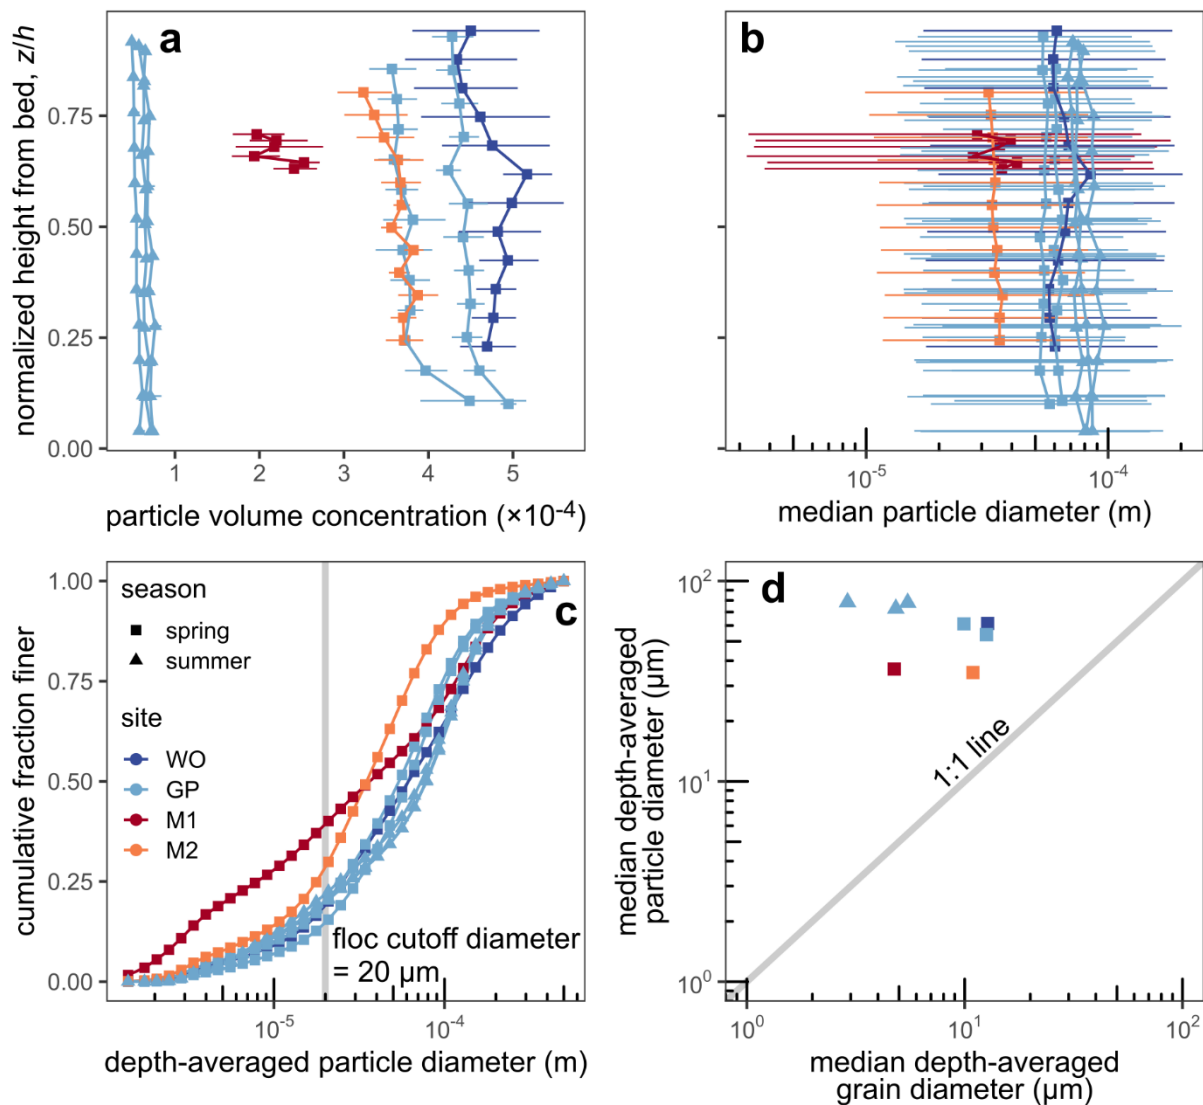 a
normalized height from bed, z/h
0.75
0.50
0.25
0.00
1
2
3
4
5
particle volume concentration (×10⁻⁴)
b
10⁻⁵
10⁻⁴
median particle diameter (m)
c
cumulative fraction finer
1.00
0.75
0.50
0.25
0.00
season
spring
summer
site
WO
GP
M1
M2
floc cutoff diameter
= 20 μm
10⁻⁵
10⁻⁴
depth-averaged particle diameter (m)
d
median depth-averaged
particle diameter (μm)
10²
10¹
10⁰
1:1 line
10⁰
10¹
10²
median depth-averaged
grain diameter (μm)